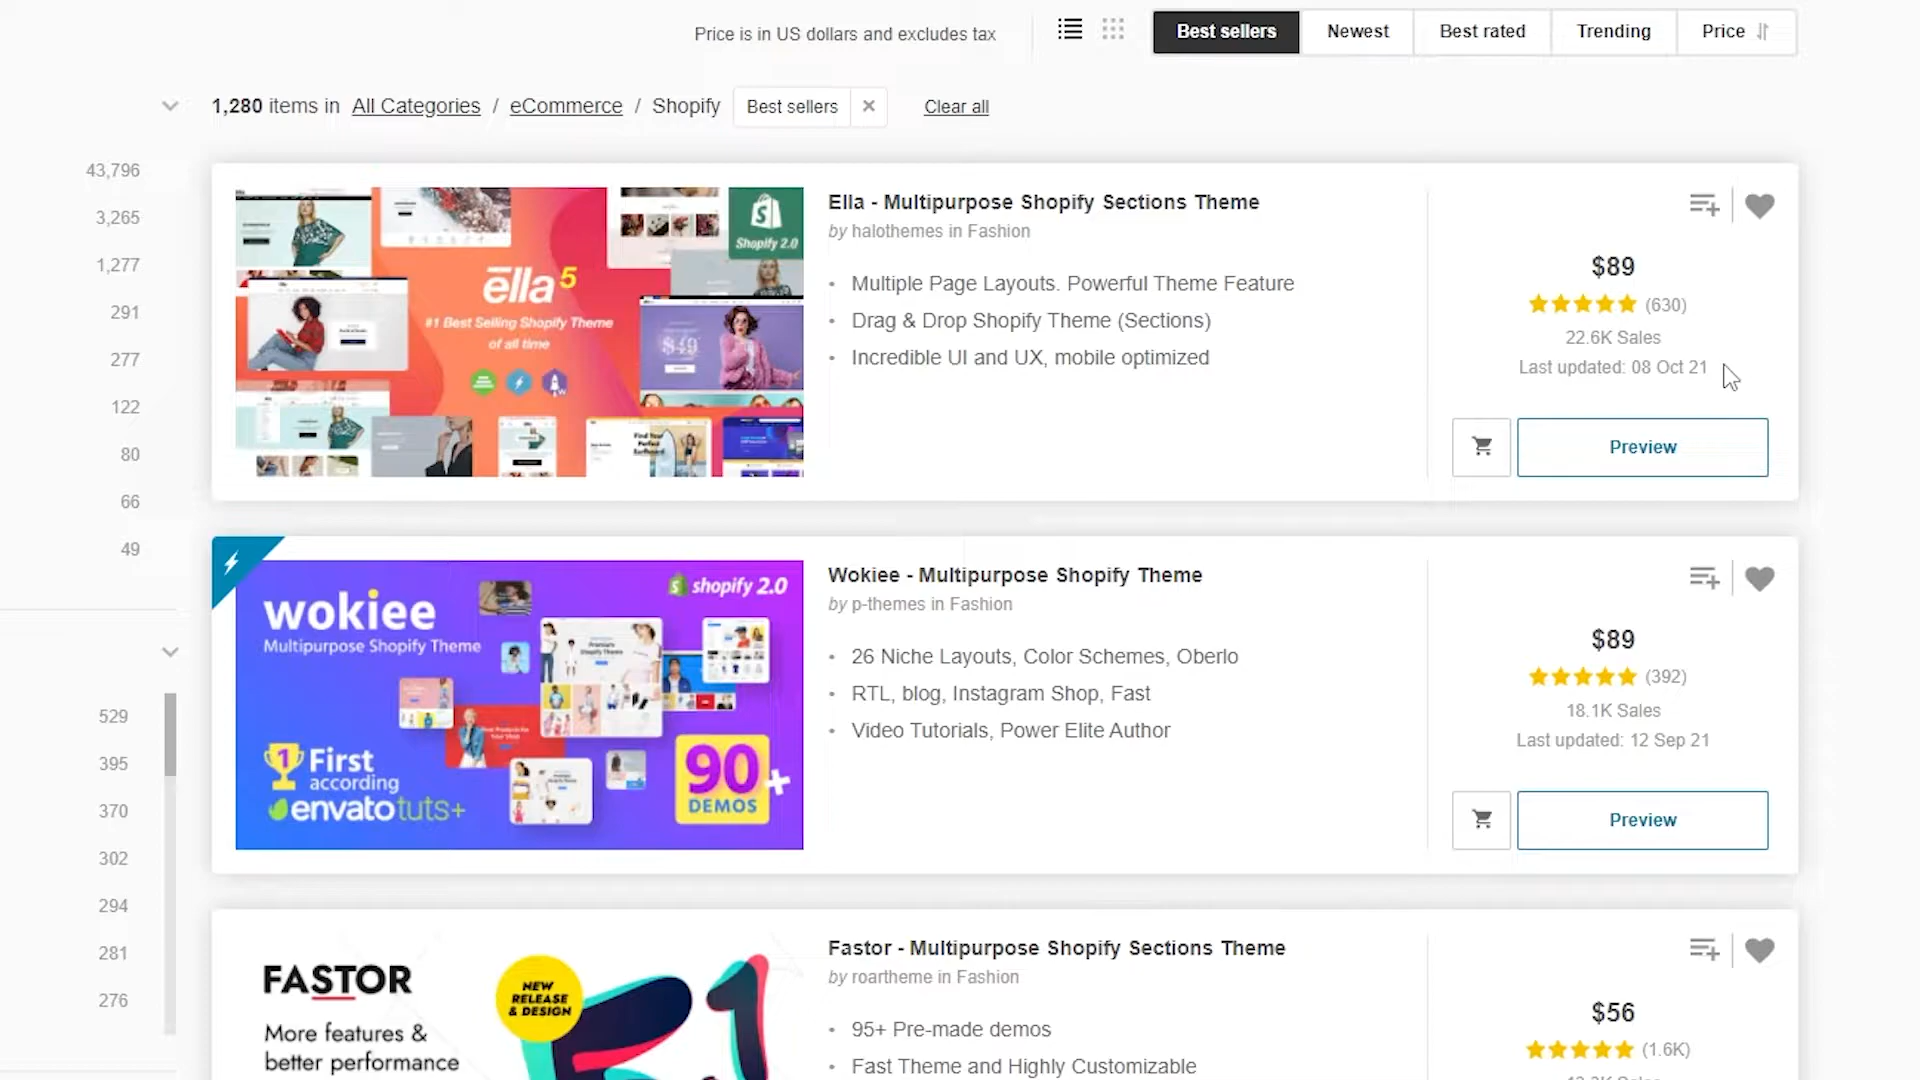 Price is in US dollars and excludes tax
Best sellers
Newest
Best rated
Trending
Price
1,280 items in All Categories / eCommerce / Shopify
Best sellers
Clear all
43,796
3,265
1,277
291
277
122
80
66
49
529
395
370
302
294
281
276
ella 5
#1 Best Selling Shopify Theme
of all time
Shopify 2.0
$49
Find Your
Perfect
Surfboard
Ella - Multipurpose Shopify Sections Theme
by halothemes in Fashion
Multiple Page Layouts. Powerful Theme Feature
Drag & Drop Shopify Theme (Sections)
Incredible UI and UX, mobile optimized
$89
(630)
22.6K Sales
Last updated: 08 Oct 21
Preview
wokiee
Multipurpose Shopify Theme
shopify 2.0
1 First
according
envatotuts+
90+
DEMOS
Wokiee - Multipurpose Shopify Theme
by p-themes in Fashion
26 Niche Layouts, Color Schemes, Oberlo
RTL, blog, Instagram Shop, Fast
Video Tutorials, Power Elite Author
$89
(392)
18.1K Sales
Last updated: 12 Sep 21
Preview
FASTOR
More features &
better performance
NEW
RELEASE
& DESIGN
Fastor - Multipurpose Shopify Sections Theme
by roartheme in Fashion
95+ Pre-made demos
Fast Theme and Highly Customizable
$56
(1.6K)